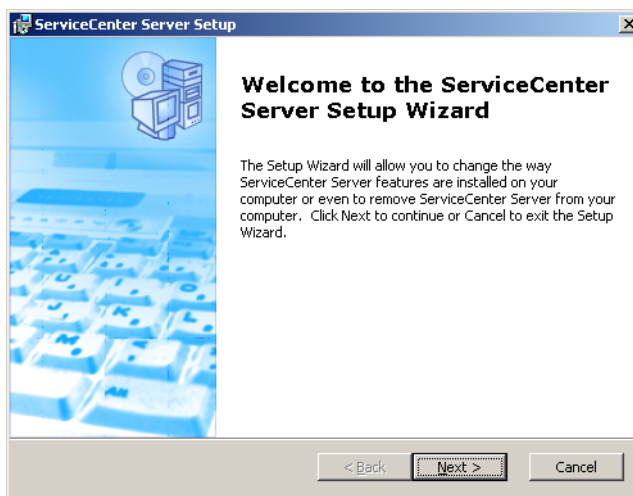 ServiceCenter Server Setup
Welcome to the ServiceCenter
Server Setup Wizard
The Setup Wizard will allow you to change the way
ServiceCenter Server features are installed on your
computer or even to remove ServiceCenter Server from your
computer. Click Next to continue or Cancel to exit the Setup
Wizard.
< Back
Next >
Cancel